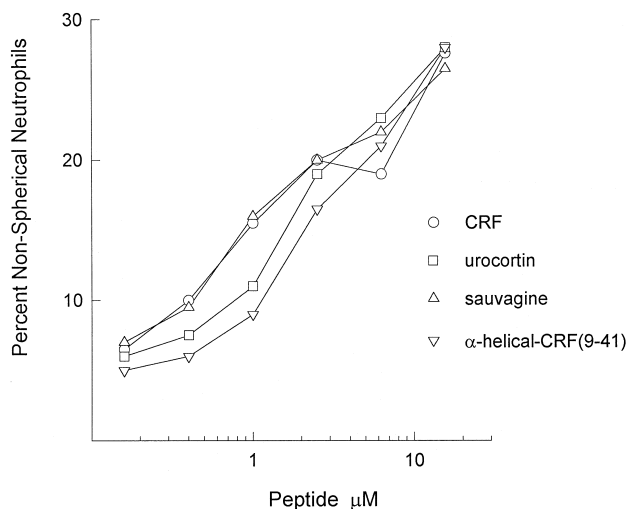 30
20
10
Percent Non-Spherical Neutrophils
CRF
urocortin
sauvagine
α-helical-CRF(9-41)
1
10
Peptide μM